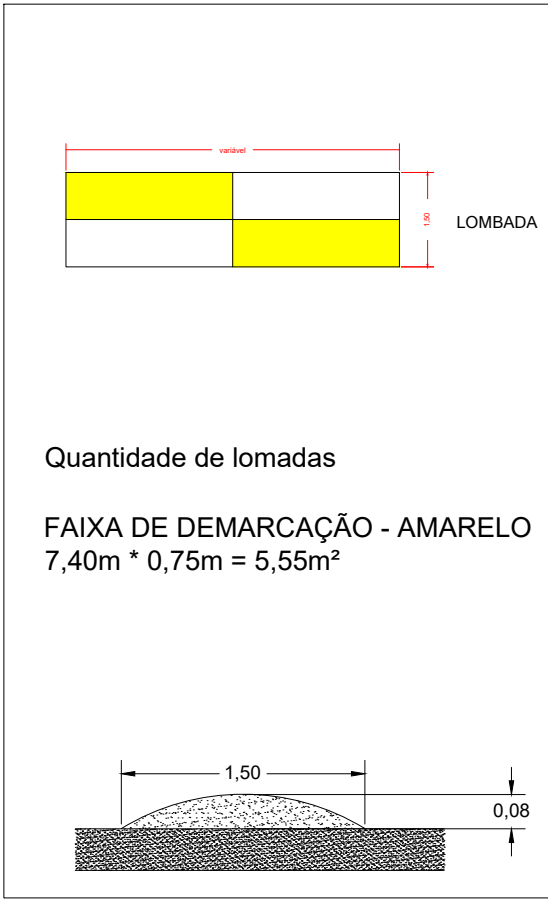 variável
1,50
LOMBADA
Quantidade de lomadas
FAIXA DE DEMARCAÇÃO - AMARELO
7,40m * 0,75m = 5,55m²
1,50
0,08